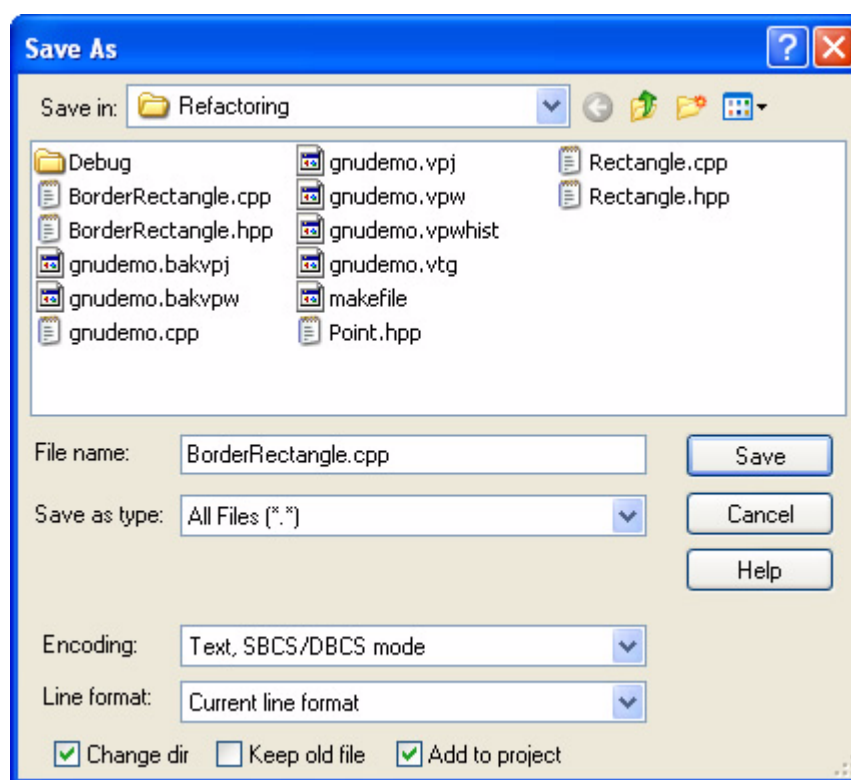 Save As
Save in: Refactoring
Debug
BorderRectangle.cpp
BorderRectangle.hpp
gnudemo.bakvpj
gnudemo.bakvpw
gnudemo.cpp
gnudemo.vpj
gnudemo.vpw
gnudemo.vpwhist
gnudemo.vtg
makefile
Point.hpp
Rectangle.cpp
Rectangle.hpp
File name: BorderRectangle.cpp Save
Save as type: All Files (*.*) Cancel
Help
Encoding: Text, SBCS/DBCS mode
Line format: Current line format
Change dir Keep old file Add to project